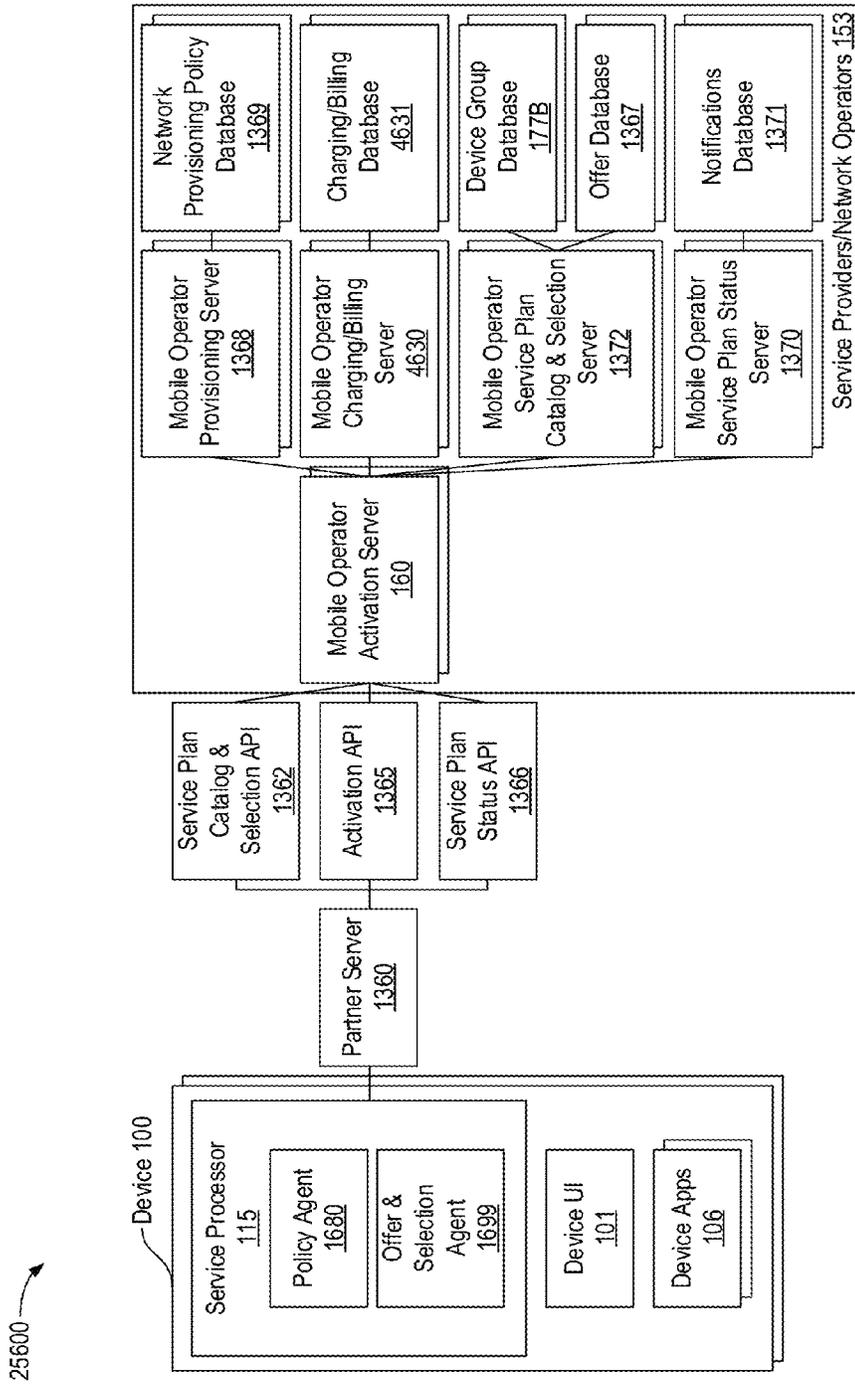 25600
Device 100
Service Processor
115
Policy Agent
1680
Offer &
Selection
Agent
1699
Device UI
101
Device Apps
106
Partner Server
1360
Service Plan
Catalog &
Selection API
1362
Activation API
1365
Service Plan
Status API
1366
Mobile Operator
Activation Server
160
Mobile Operator
Provisioning Server
1368
Mobile Operator
Charging/Billing
Server
4630
Mobile Operator
Service Plan
Catalog & Selection
Server
1372
Mobile Operator
Service Plan Status
Server
1370
Network
Provisioning Policy
Database
1369
Charging/Billing
Database
4631
Device Group
Database
177B
Offer Database
1367
Notifications
Database
1371
Service Providers/Network Operators 153